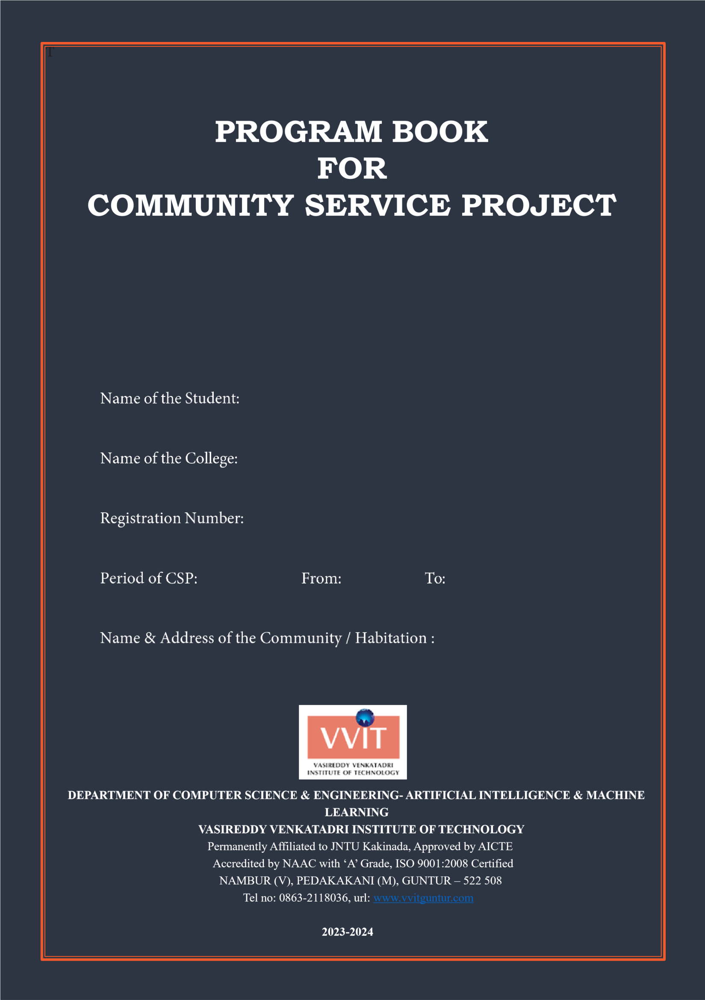 T
PROGRAM BOOK
FOR
COMMUNITY SERVICE PROJECT
Name of the Student:
Name of the College:
Registration Number:
Period of CSP: From: To:
Name & Address of the Community / Habitation :
VVIT
VASIREDDY VENKATADRI
INSTITUTE OF TECHNOLOGY
DEPARTMENT OF COMPUTER SCIENCE & ENGINEERING- ARTIFICIAL INTELLIGENCE & MACHINE
LEARNING
VASIREDDY VENKATADRI INSTITUTE OF TECHNOLOGY
Permanently Affiliated to JNTU Kakinada, Approved by AICTE
Accredited by NAAC with ‘A’ Grade, ISO 9001:2008 Certified
NAMBUR (V), PEDAKAKANI (M), GUNTUR – 522 508
Tel no: 0863-2118036, url: www.vvitguntur.com
2023-2024